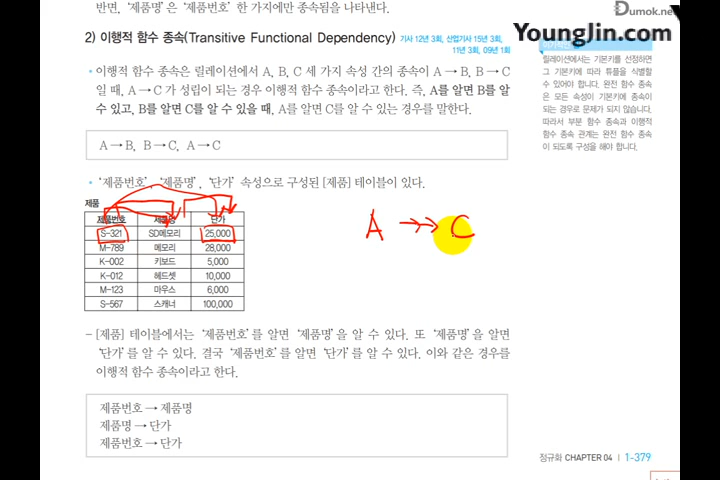 반면, '제품명'은 '제품번호' 한 가지에만 종속됨을 나타낸다.
Dumok.net
YoungJin.com
2) 이행적 함수 종속(Transitive Functional Dependency) 기사 12년 3회, 산업기사 15년 3회,
11년 3회, 09년 1회
• 이행적 함수 종속은 릴레이션에서 A, B, C 세 가지 속성 간의 종속이 A → B, B → C
일 때, A → C 가 성립이 되는 경우 이행적 함수 종속이라고 한다. 즉, A를 알면 B를 알
수 있고, B를 알면 C를 알 수 있을 때, A를 알면 C를 알 수 있는 경우를 말한다.
릴레이션에서는 기본키를 선정하면
그 기본키에 따라 튜플을 식별할
수 있어야 합니다. 완전 함수 종속
은 모든 속성이 기본키에 종속이
되는 경우로 문제가 되지 않습니다.
따라서 부분 함수 종속과 이행적
함수 종속 관계는 완전 함수 종속
이 되도록 구성을 해야 합니다.
A → B, B → C, A → C
• '제품번호', '제품명', '단가' 속성으로 구성된 [제품] 테이블이 있다.
제품
제품번호 제품명 단가
S-321 SD메모리 25,000
M-789 메모리 28,000
K-002 키보드 5,000
K-012 헤드셋 10,000
M-123 마우스 6,000
S-567 스캐너 100,000
A →→ C
– [제품] 테이블에서는 '제품번호'를 알면 '제품명'을 알 수 있다. 또 '제품명'을 알면
'단가'를 알 수 있다. 결국 '제품번호'를 알면 '단가'를 알 수 있다. 이와 같은 경우를
이행적 함수 종속이라고 한다.
제품번호 → 제품명
제품명 → 단가
제품번호 → 단가
정규화 CHAPTER 04 1-379